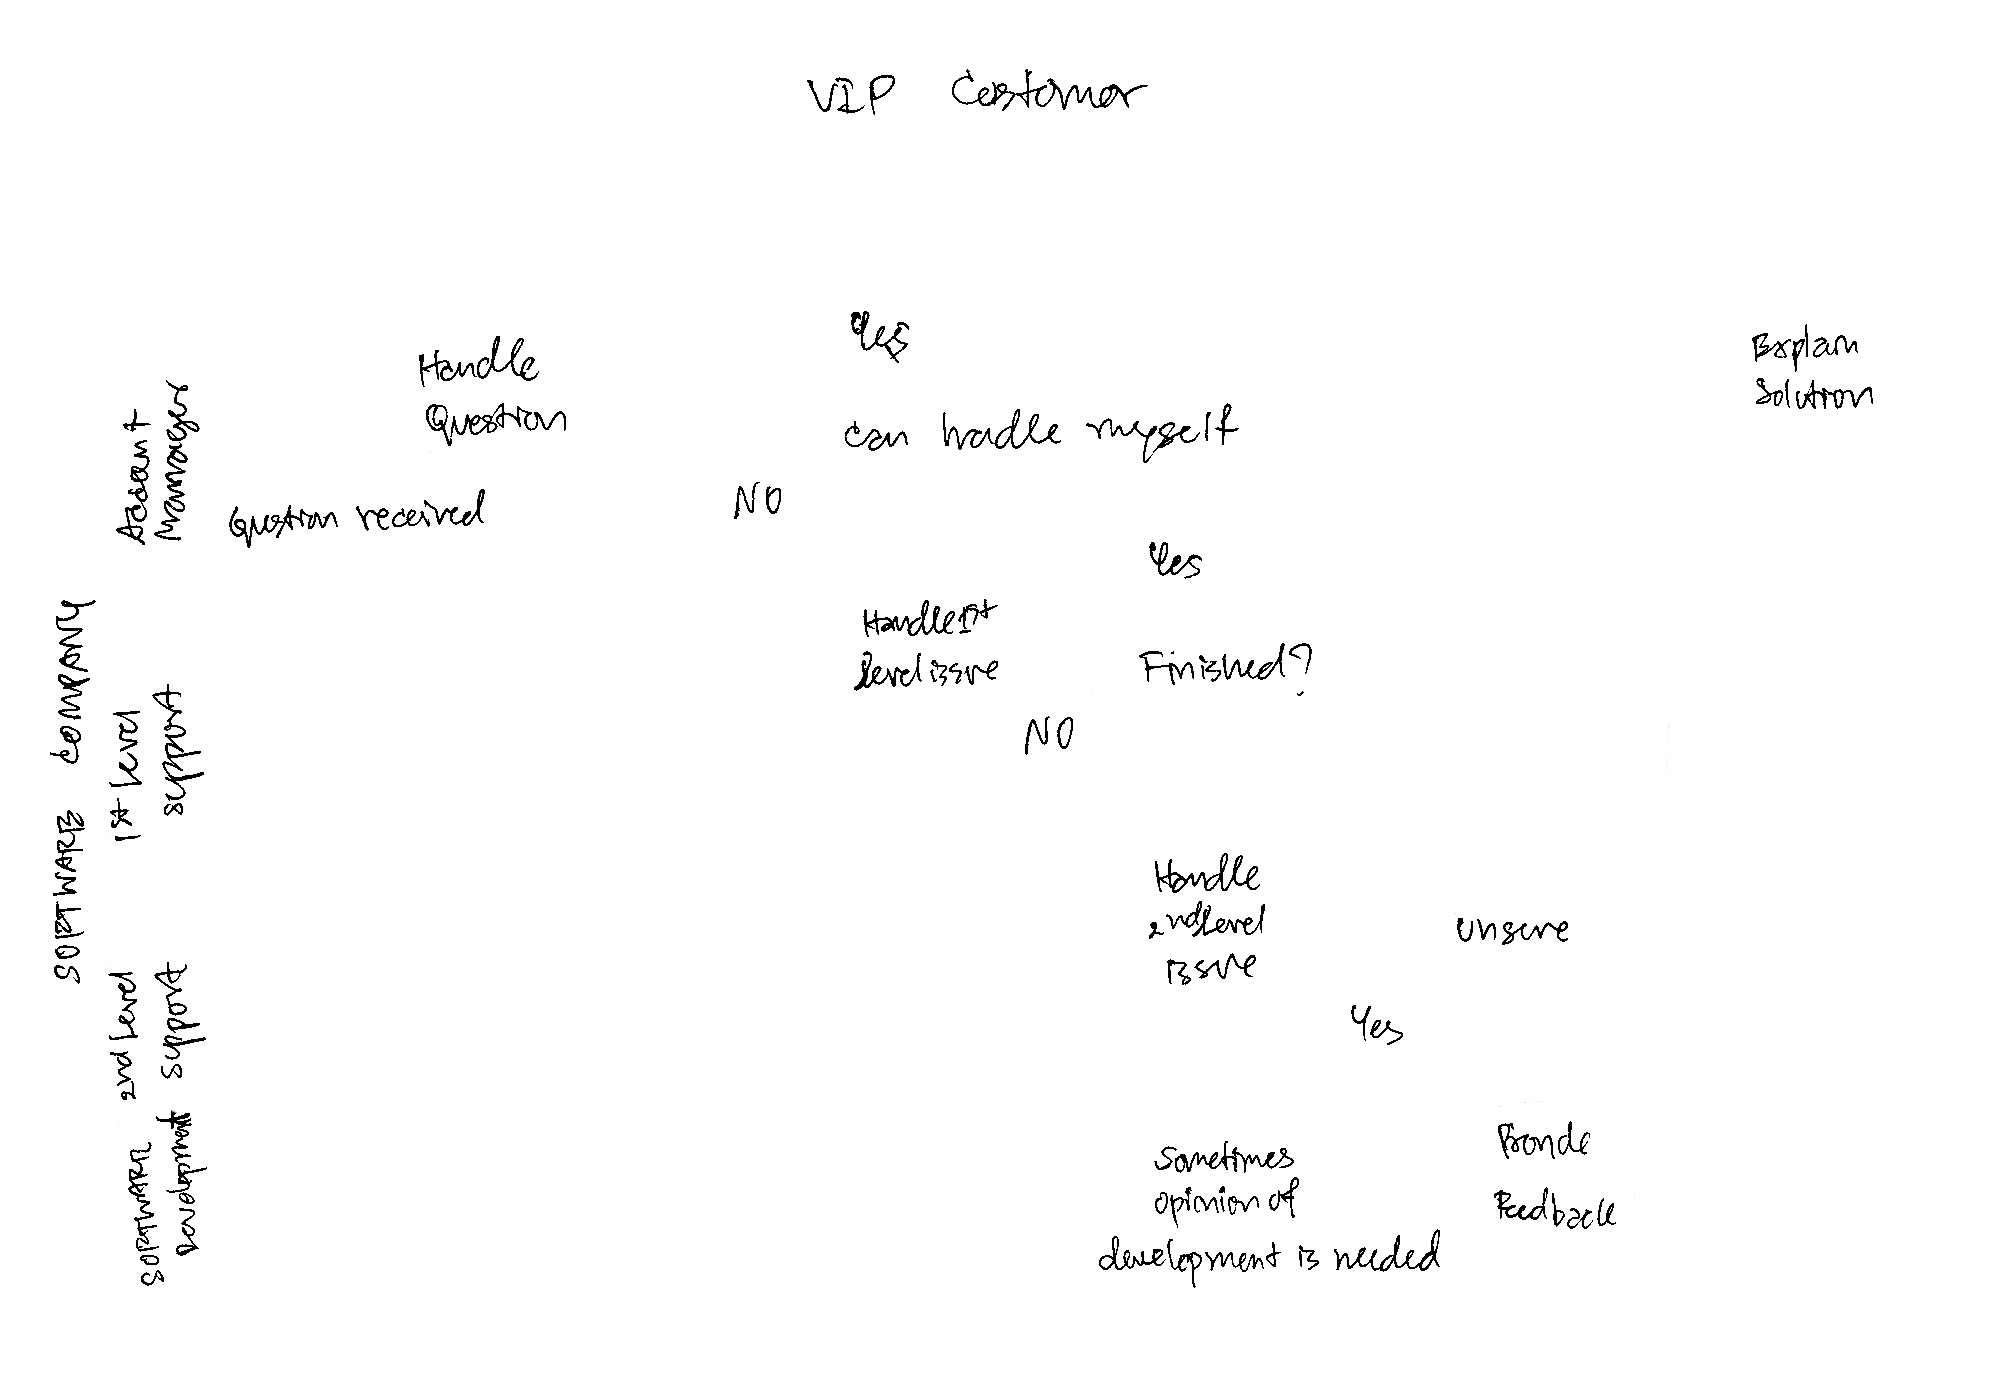 VIP Customer
Yes
Handle
Question
can hadle myself
Explain
Solution
Account
Manager
Question received
NO
Yes
Handle 1st
level issue
Finished?
NO
SOFTWARE COMPANY
1st level
support
Handle
2nd level
issue
unsure
Yes
2nd level
support
Sometimes
opinion of
development is needed
Provide
Feedback
SOFTWARE
Development